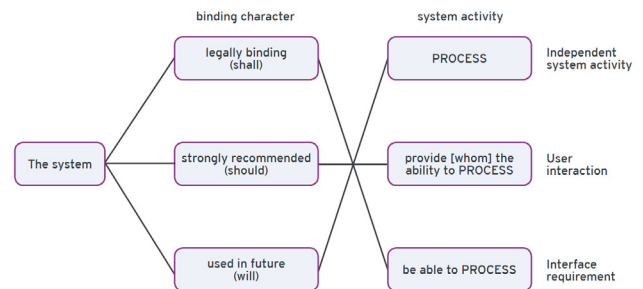 binding character
system activity
legally binding
(shall)
PROCESS
Independent
system activity
The system
strongly recommended
(should)
provide [whom] the
ability to PROCESS
User
interaction
used in future
(will)
be able to PROCESS
Interface
requirement